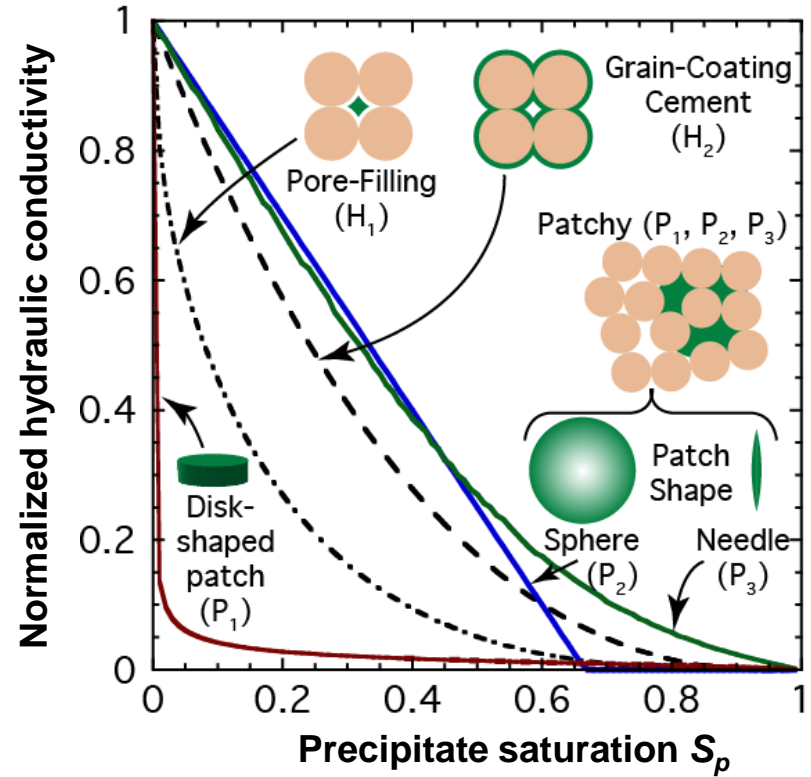 Normalized hydraulic conductivity
1
0.8
0.6
0.4
0.2
0
Pore-Filling
(H₁)
Grain-Coating
Cement
(H₂)
Patchy (P₁, P₂, P₃)
Patch
Shape
Sphere
(P₂)
Needle
(P₃)
Disk-
shaped
patch
(P₁)
0 0.2 0.4 0.6 0.8 1
Precipitate saturation Sₚ